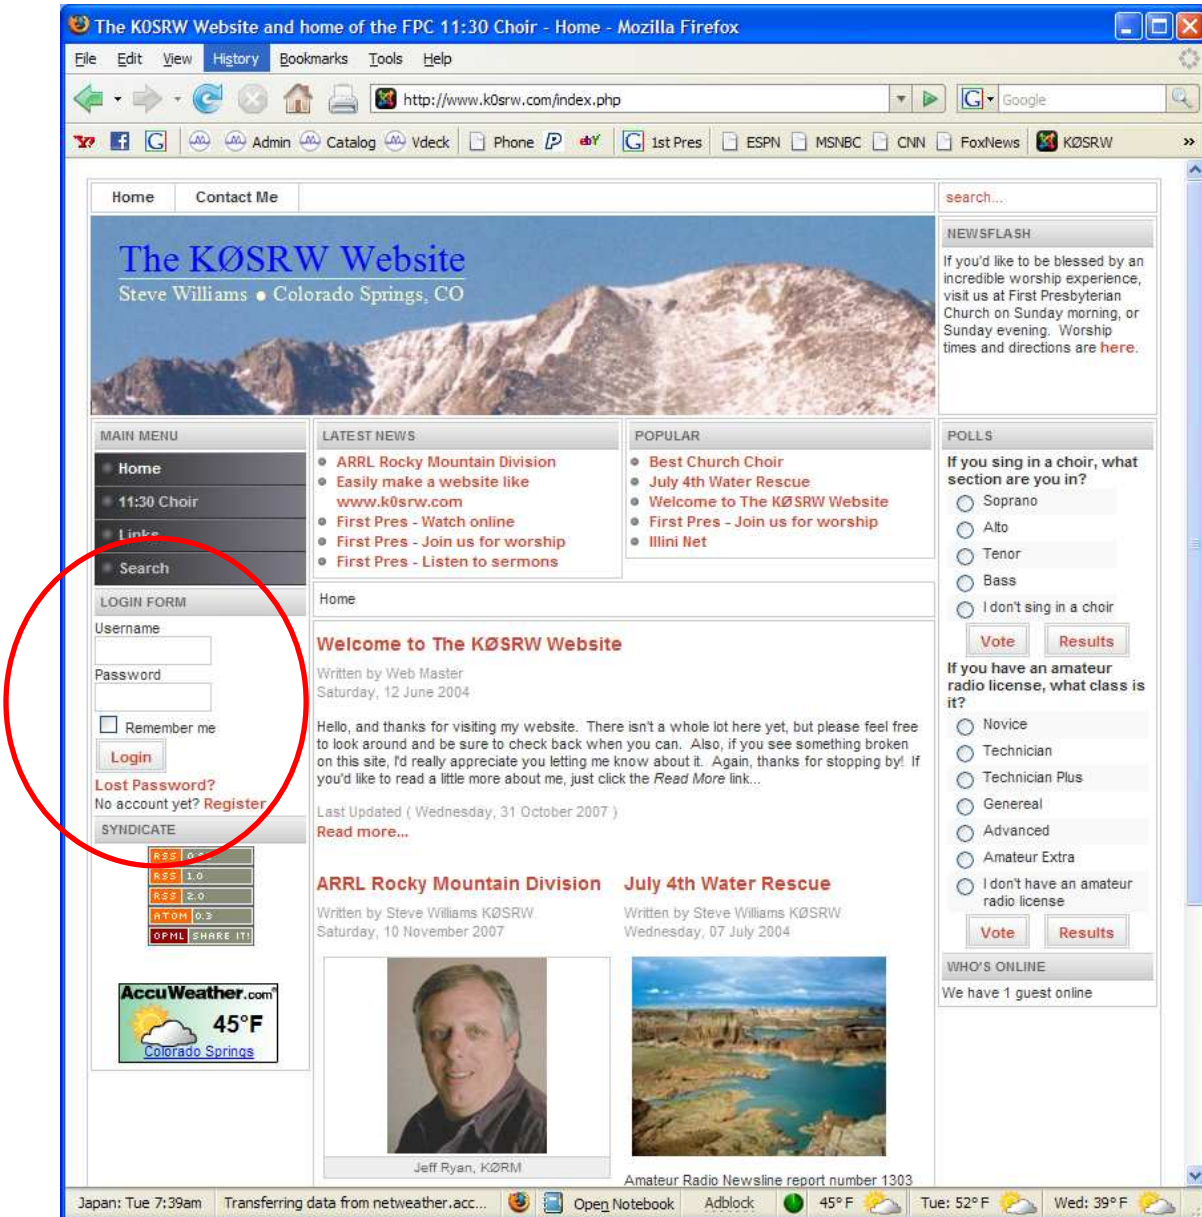 The K0SRW Website and home of the FPC 11:30 Choir - Home - Mozilla Firefox
File Edit View History Bookmarks Tools Help
http://www.k0srw.com/index.php
Google
Admin Catalog Vdeck Phone 1st Pres ESPN MSNBC CNN FoxNews KØSRW »
Home Contact Me
search...
The KØSRW Website
Steve Williams ● Colorado Springs, CO
NEWSFLASH
If you'd like to be blessed by an
incredible worship experience,
visit us at First Presbyterian
Church on Sunday morning, or
Sunday evening. Worship
times and directions are here.
MAIN MENU
Home
11:30 Choir
Links
Search
LOGIN FORM
Username
Password
Remember me
Login
Lost Password?
No account yet? Register
SYNDICATE
RSS
RSS 1.0
RSS 2.0
ATOM 0.3
OPML SHARE IT!
AccuWeather.com
45°F
Colorado Springs
LATEST NEWS
ARRL Rocky Mountain Division
Easily make a website like
www.k0srw.com
First Pres - Watch online
First Pres - Join us for worship
First Pres - Listen to sermons
POPULAR
Best Church Choir
July 4th Water Rescue
Welcome to The KØSRW Website
First Pres - Join us for worship
Illini Net
Home
Welcome to The KØSRW Website
Written by Web Master
Saturday, 12 June 2004
Hello, and thanks for visiting my website. There isn't a whole lot here yet, but please feel free
to look around and be sure to check back when you can. Also, if you see something broken
on this site, I'd really appreciate you letting me know about it. Again, thanks for stopping by! If
you'd like to read a little more about me, just click the Read More link...
Last Updated ( Wednesday, 31 October 2007 )
Read more...
ARRL Rocky Mountain Division
Written by Steve Williams KØSRW
Saturday, 10 November 2007
Jeff Ryan, KØRM
July 4th Water Rescue
Written by Steve Williams KØSRW
Wednesday, 07 July 2004
Amateur Radio Newsline report number 1303
POLLS
If you sing in a choir, what
section are you in?
Soprano
Alto
Tenor
Bass
I don't sing in a choir
Vote Results
If you have an amateur
radio license, what class is
it?
Novice
Technician
Technician Plus
Genereal
Advanced
Amateur Extra
I don't have an amateur
radio license
Vote Results
WHO'S ONLINE
We have 1 guest online
Japan: Tue 7:39am Transferring data from netweather.acc... Open Notebook Adblock 45° F Tue: 52° F Wed: 39° F